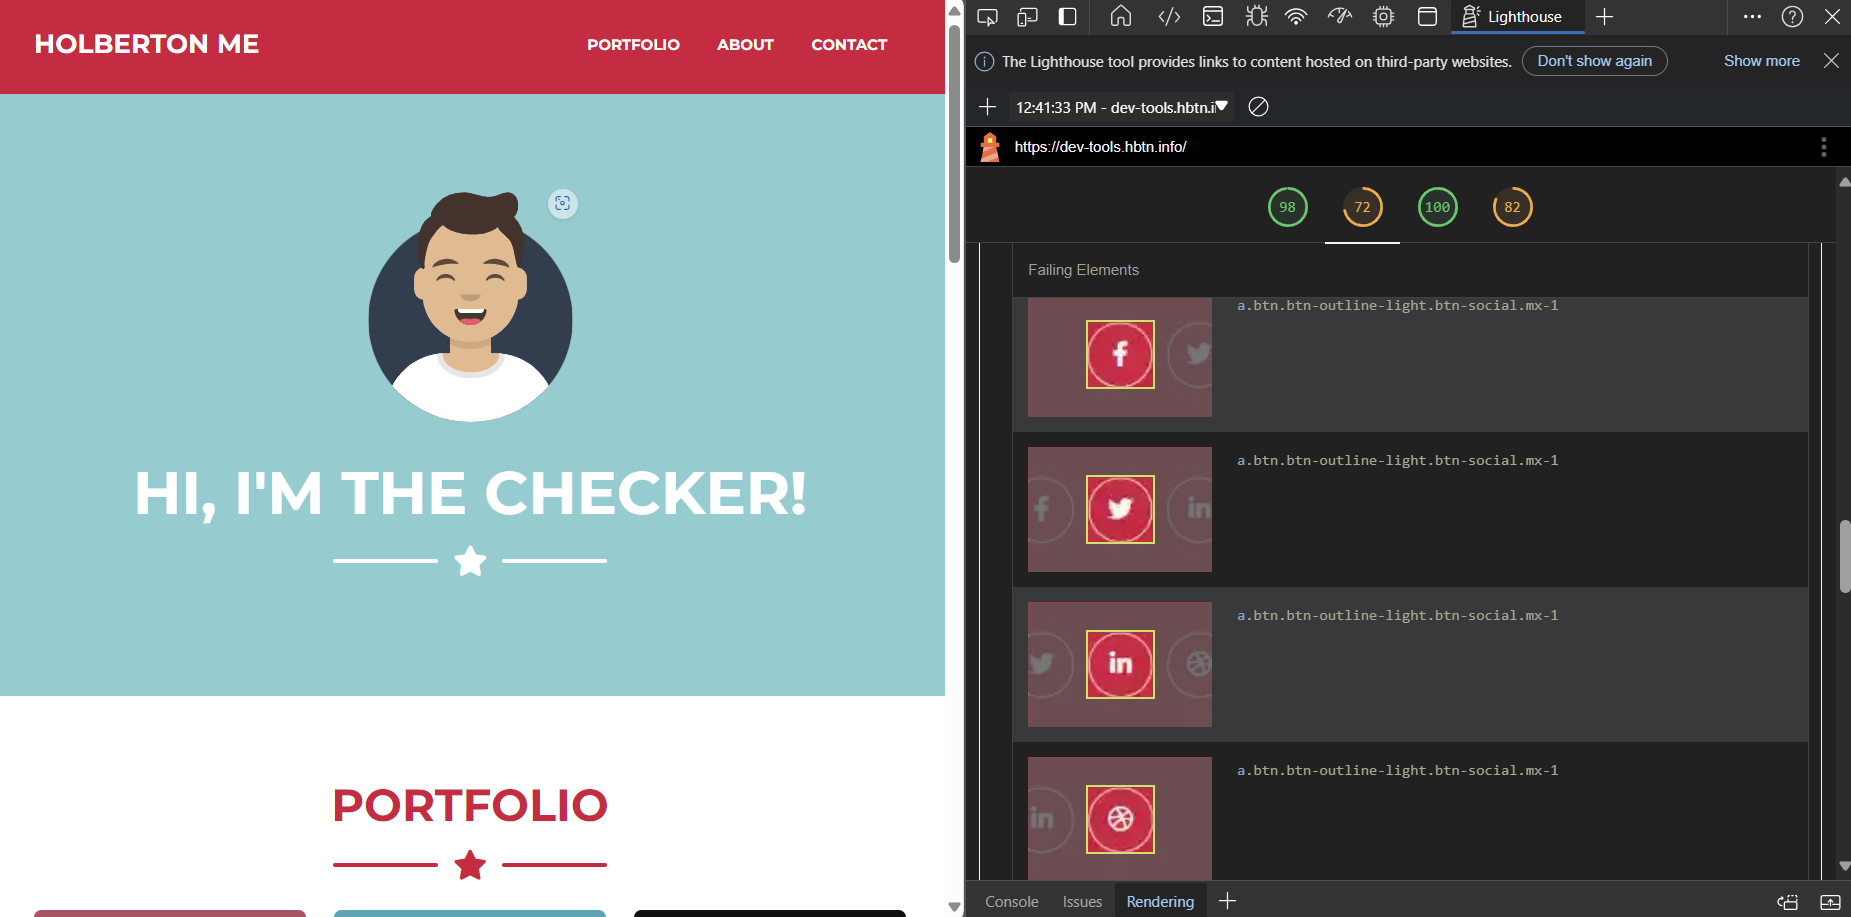 HOLBERTON ME
PORTFOLIO
ABOUT
CONTACT
HI, I'M THE CHECKER!
PORTFOLIO
Lighthouse
The Lighthouse tool provides links to content hosted on third-party websites.
Don't show again
Show more
12:41:33 PM - dev-tools.hbtn.i
https://dev-tools.hbtn.info/
98
72
100
82
Failing Elements
a.btn.btn-outline-light.btn-social.mx-1
f
a.btn.btn-outline-light.btn-social.mx-1
f
in
a.btn.btn-outline-light.btn-social.mx-1
in
a.btn.btn-outline-light.btn-social.mx-1
in
Console
Issues
Rendering